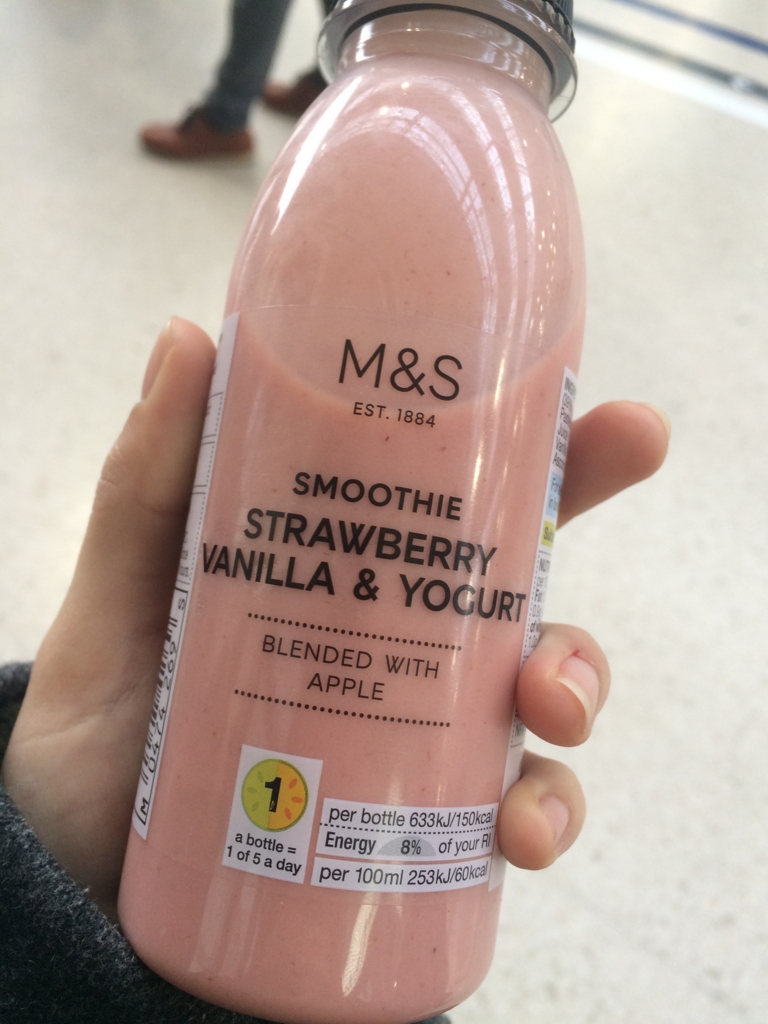 M&S
EST. 1884
SMOOTHIE
STRAWBERRY
VANILLA & YOGURT
BLENDED WITH
APPLE
1
a bottle =
1 of 5 a day
per bottle 633kJ/150kcal
Energy 8% of your RI
per 100ml 253kJ/60kcal